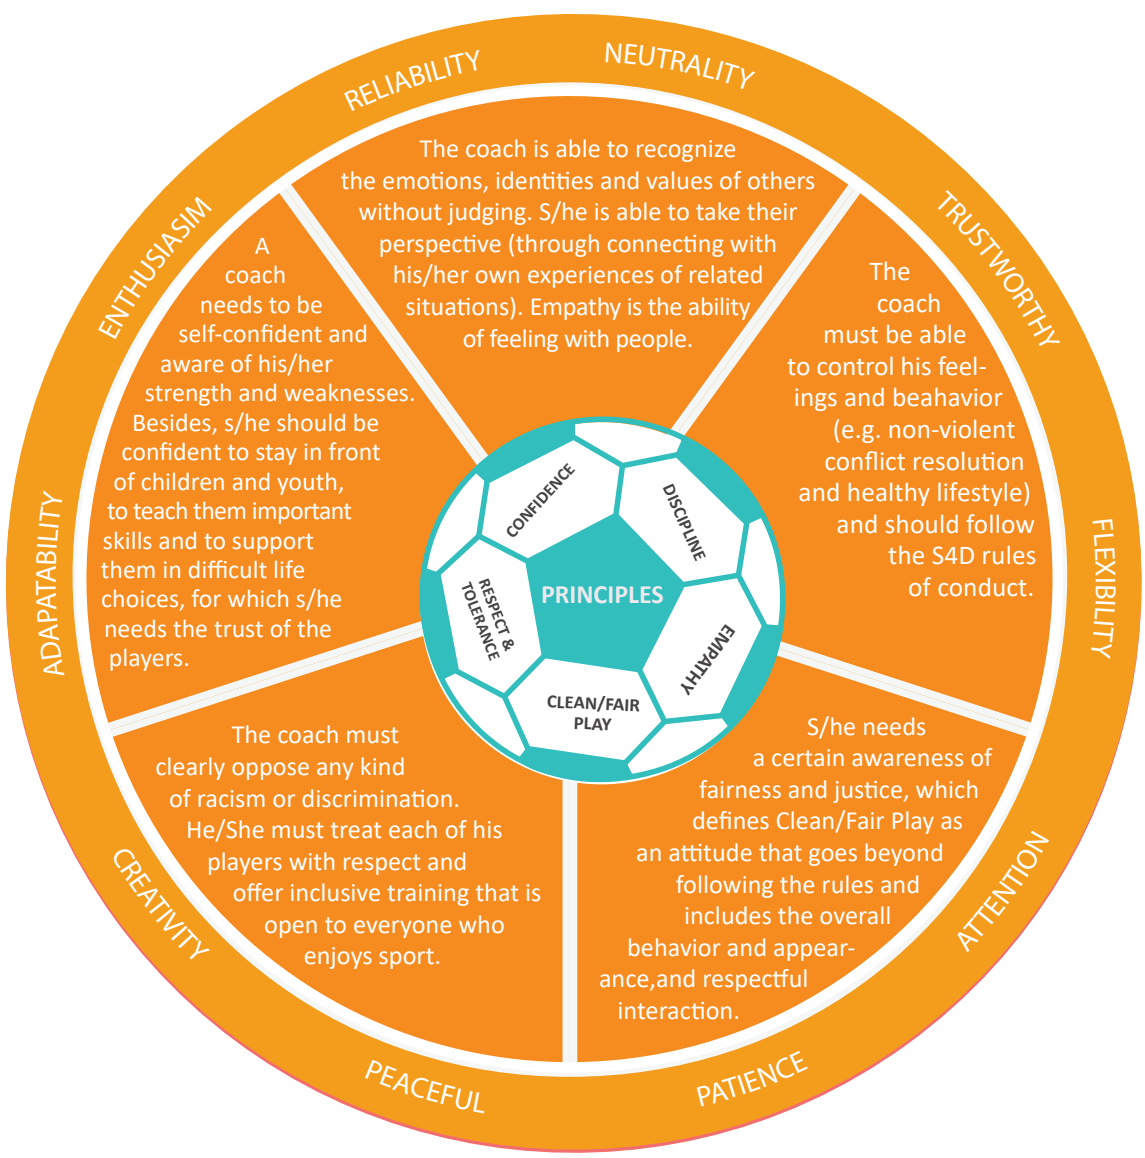 RELIABILITY
NEUTRALITY
TRUSTWORTHY
FLEXIBILITY
ATTENTION
PATIENCE
PEACEFUL
CREATIVITY
ADAPATABILITY
ENTHUSIASIM
The coach is able to recognize
the emotions, identities and values of others
without judging. S/he is able to take their
perspective (through connecting with
his/her own experiences of related
situations). Empathy is the ability
of feeling with people.
The
coach
must be able
to control his feel-
ings and beahavior
(e.g. non-violent
conflict resolution
and healthy lifestyle)
and should follow
the S4D rules
of conduct.
S/he needs
a certain awareness of
fairness and justice, which
defines Clean/Fair Play as
an attitude that goes beyond
following the rules and
includes the overall
behavior and appear-
ance,and respectful
interaction.
The coach must
clearly oppose any kind
of racism or discrimination.
He/She must treat each of his
players with respect and
offer inclusive training that is
open to everyone who
enjoys sport.
A
coach
needs to be
self-confident and
aware of his/her
strength and weaknesses.
Besides, s/he should be
confident to stay in front
of children and youth,
to teach them important
skills and to support
them in difficult life
choices, for which s/he
needs the trust of the
players.
CONFIDENCE
DISCIPLINE
EMPATHY
CLEAN/FAIR
PLAY
RESPECT &
TOLERANCE
PRINCIPLES